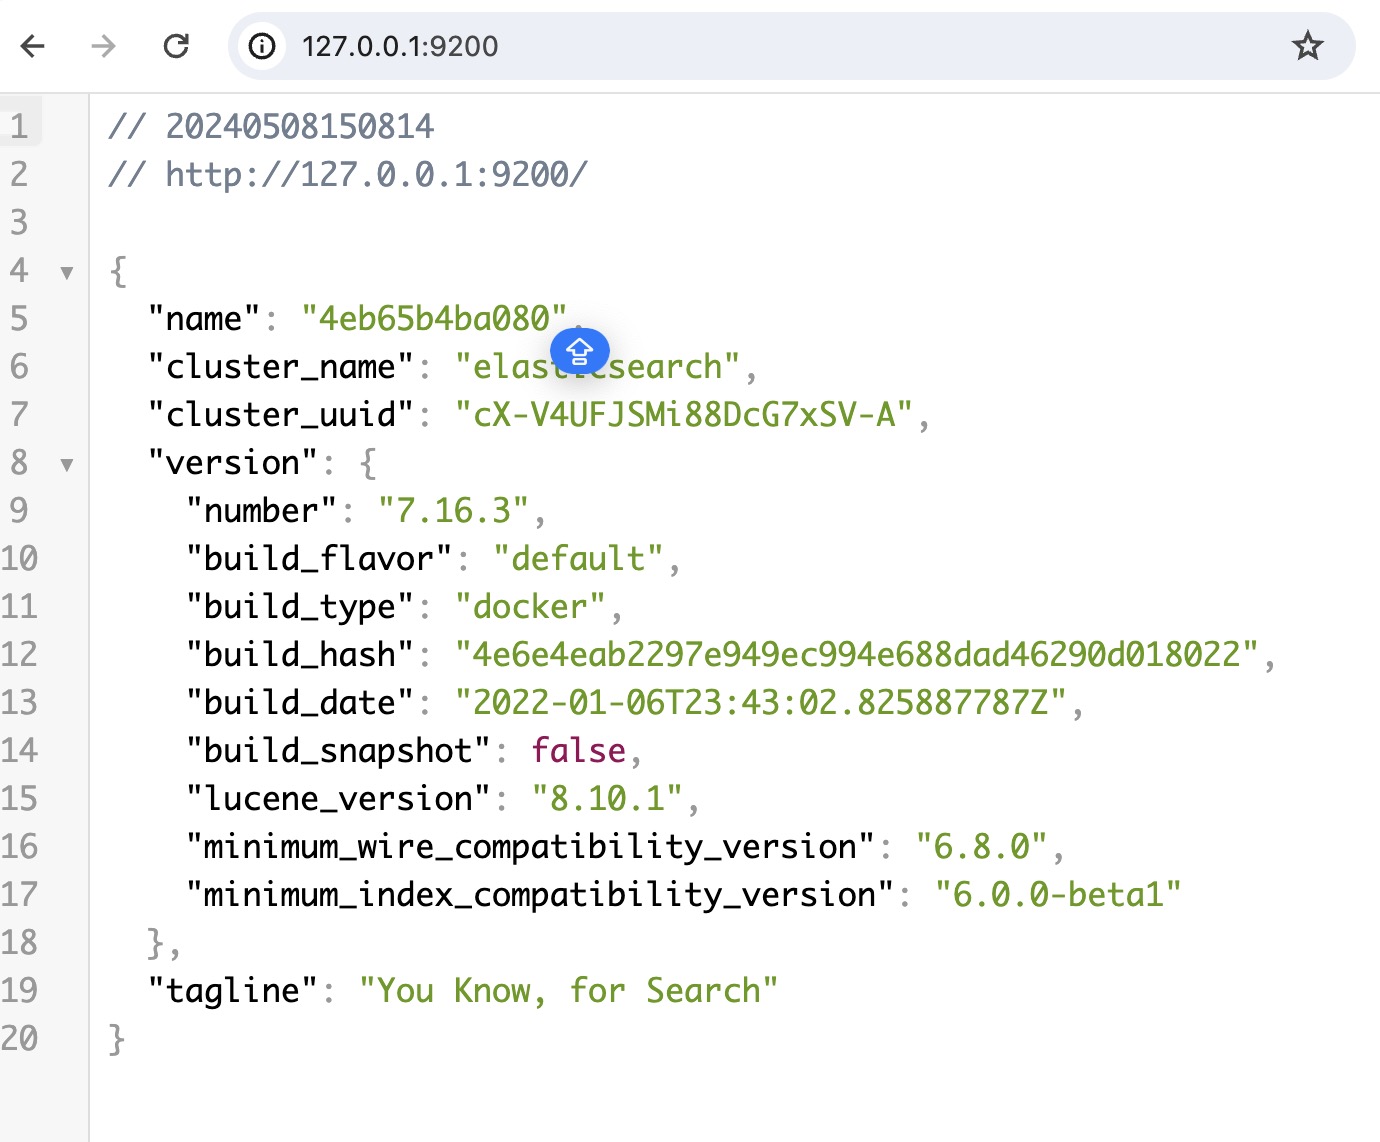 127.0.0.1:9200
1 // 20240508150814
2 // http://127.0.0.1:9200/
3
4 ▼ {
5 "name": "4eb65b4ba080",
6 "cluster_name": "elasticsearch",
7 "cluster_uuid": "cX-V4UFJSMi88DcG7xSV-A",
8 ▼ "version": {
9 "number": "7.16.3",
10 "build_flavor": "default",
11 "build_type": "docker",
12 "build_hash": "4e6e4eab2297e949ec994e688dad46290d018022",
13 "build_date": "2022-01-06T23:43:02.825887787Z",
14 "build_snapshot": false,
15 "lucene_version": "8.10.1",
16 "minimum_wire_compatibility_version": "6.8.0",
17 "minimum_index_compatibility_version": "6.0.0-beta1"
18 },
19 "tagline": "You Know, for Search"
20 }